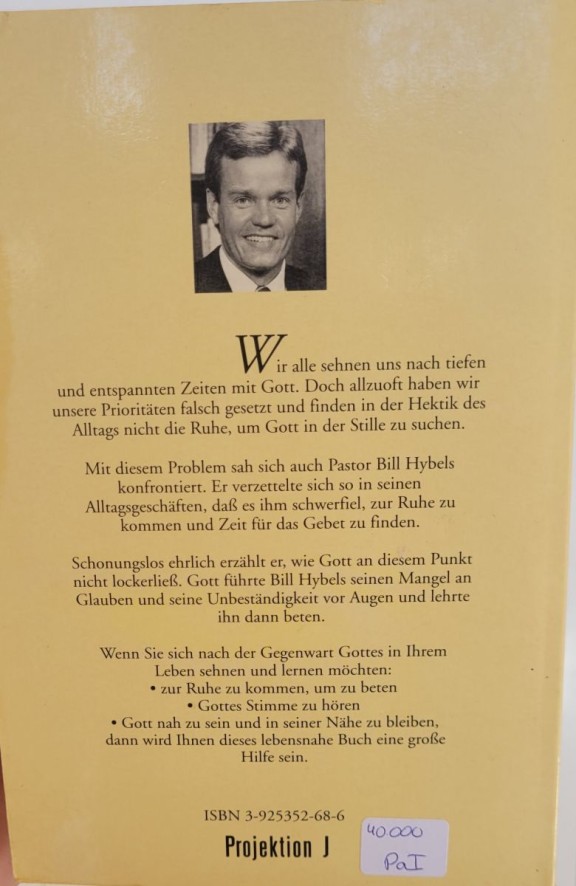 Wir alle sehnen uns nach tiefen
und entspannten Zeiten mit Gott. Doch allzuoft haben wir
unsere Prioritäten falsch gesetzt und finden in der Hektik des
Alltags nicht die Ruhe, um Gott in der Stille zu suchen.
Mit diesem Problem sah sich auch Pastor Bill Hybels
konfrontiert. Er verzettelte sich so in seinen
Alltagsgeschäften, daß es ihm schwerfiel, zur Ruhe zu
kommen und Zeit für das Gebet zu finden.
Schonungslos ehrlich erzählt er, wie Gott an diesem Punkt
nicht lockerließ. Gott führte Bill Hybels seinen Mangel an
Glauben und seine Unbeständigkeit vor Augen und lehrte
ihn dann beten.
Wenn Sie sich nach der Gegenwart Gottes in Ihrem
Leben sehnen und lernen möchten:
• zur Ruhe zu kommen, um zu beten
• Gottes Stimme zu hören
• Gott nah zu sein und in seiner Nähe zu bleiben,
dann wird Ihnen dieses lebensnahe Buch eine große
Hilfe sein.
ISBN 3-925352-68-6
Projektion J
40.000
PaI